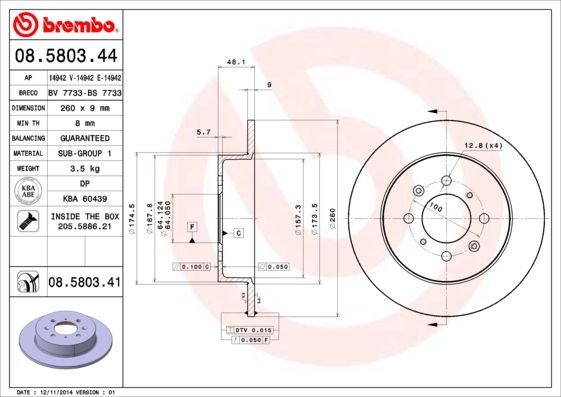 brembo
08.5803.44
AP 14942 V-14942 E-14942
BRECO BV 7733-BS 7733
DIMENSION 260 x 9 mm
MIN TH 8 mm
BALANCING GUARANTEED
MATERIAL SUB-GROUP 1
WEIGHT 3.5 kg
KBA ABE
DP
KBA 60439
INSIDE THE BOX
205.5886.21
08.5803.41
DATE : 12/11/2014 VERSION : 01
48.1
9
5.7
Ø174.5
Ø167.8
Ø64.124
Ø64.050
F
C
Ø157.3
Ø173.5
Ø260
0.100 C
0.050
DTV 0.015
0.050 F
12.8 (x4)
100